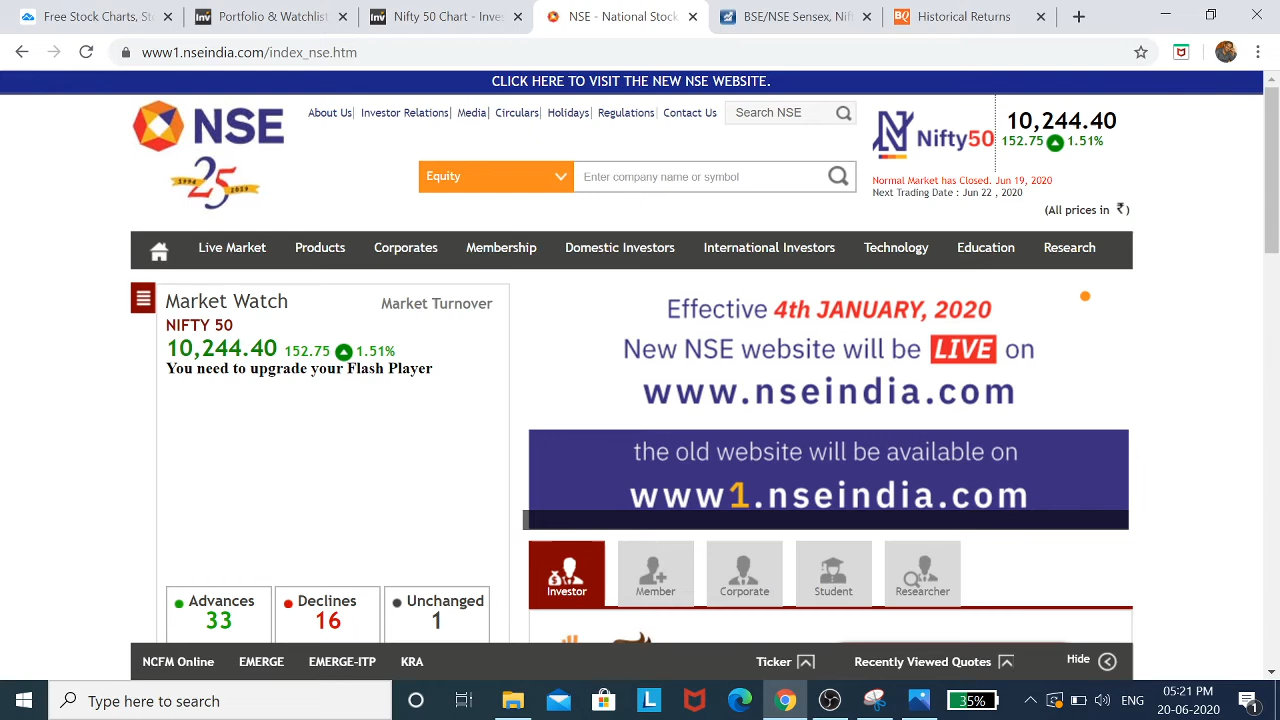 Free Stock Charts, St
Portfolio & Watchlist
Nifty 50 Chart - Inve
NSE - National Stock
BSE/NSE Sensex, Nif
Historical Returns
www1.nseindia.com/index_nse.htm
CLICK HERE TO VISIT THE NEW NSE WEBSITE.
NSE
1994 25 2020
About Us| Investor Relations| Media| Circulars| Holidays| Regulations| Contact Us
Search NSE
Equity
Enter company name or symbol
Nifty50
10,244.40
152.75 1.51%
Normal Market has Closed. Jun 19, 2020
Next Trading Date : Jun 22 , 2020
(All prices in ₹)
Live Market Products Corporates Membership Domestic Investors International Investors Technology Education Research
Market Watch
Market Turnover
NIFTY 50
10,244.40 152.75 1.51%
You need to upgrade your Flash Player
Advances
33
Declines
16
Unchanged
1
Effective 4th JANUARY, 2020
New NSE website will be LIVE on
www.nseindia.com
the old website will be available on
www1.nseindia.com
Investor
Member
Corporate
Student
Researcher
NCFM Online EMERGE EMERGE-ITP KRA
Ticker
Recently Viewed Quotes
Hide
Type here to search
35%
ENG
05:21 PM
20-06-2020
1